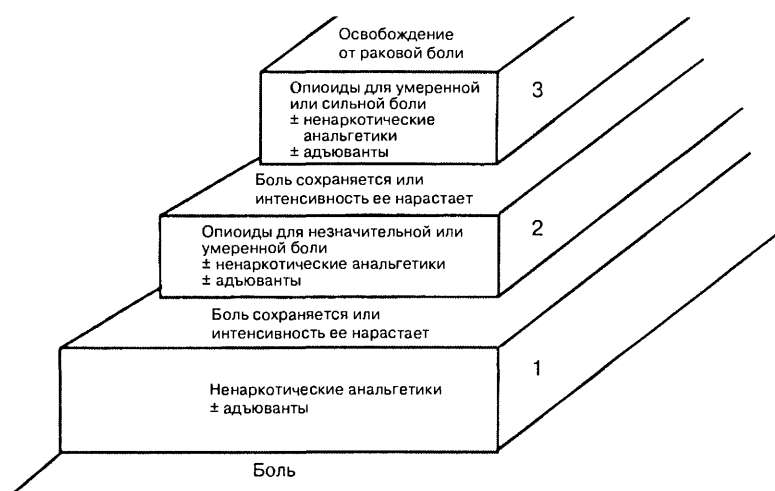 Освобождение
от раковой боли
Опиоиды для умеренной
или сильной боли
± ненаркотические
анальгетики
± адъюванты
3
Боль сохраняется или
интенсивность ее нарастает
Опиоиды для незначительной или
умеренной боли
± ненаркотические анальгетики
± адъюванты
2
Боль сохраняется или
интенсивность ее нарастает
Ненаркотические анальгетики
± адъюванты
1
Боль